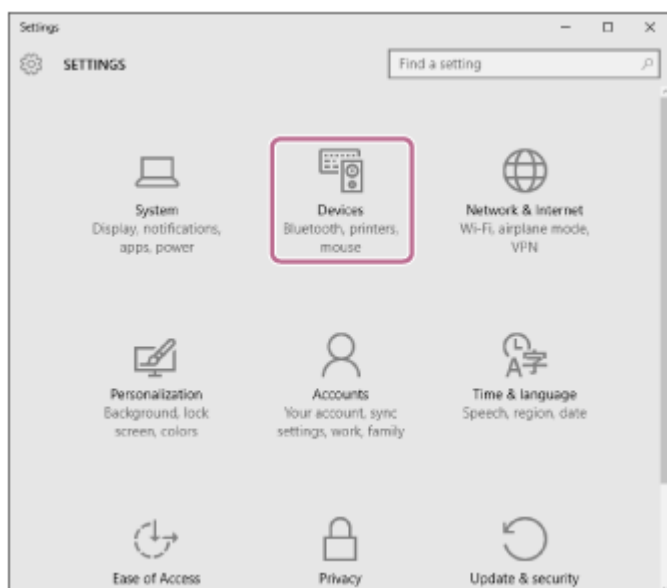 Settings
SETTINGS
Find a setting
System
Display, notifications,
apps, power
Devices
Bluetooth, printers,
mouse
Network & Internet
Wi-Fi, airplane mode,
VPN
Personalization
Background, lock
screen, colors
Accounts
Your account, sync
settings, work, family
Time & language
Speech, region, date
Ease of Access
Privacy
Update & security